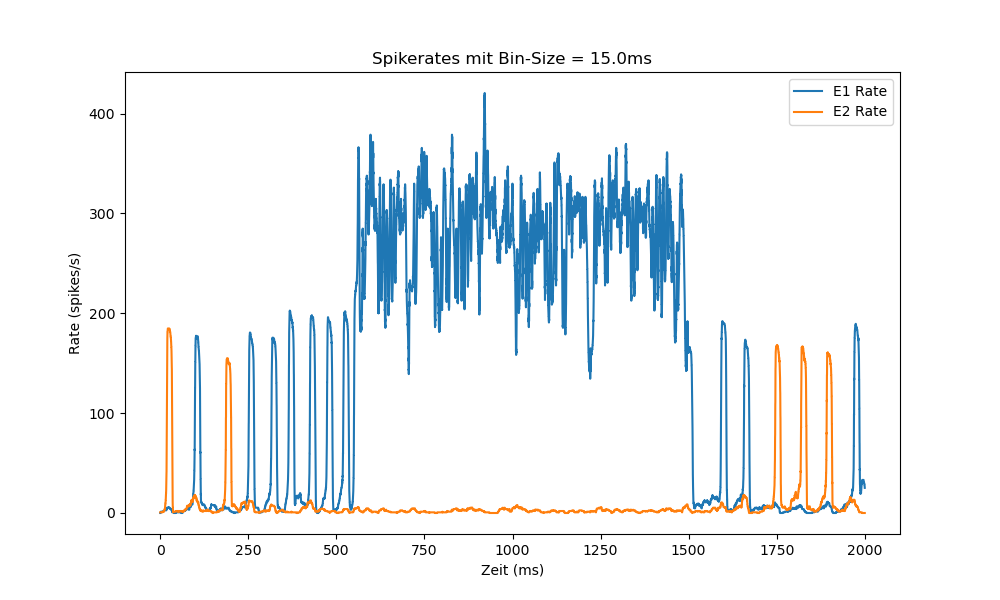 Spikerates mit Bin-Size = 15.0ms
E1 Rate
E2 Rate
400
300
200
100
0
Rate (spikes/s)
0 250 500 750 1000 1250 1500 1750 2000
Zeit (ms)